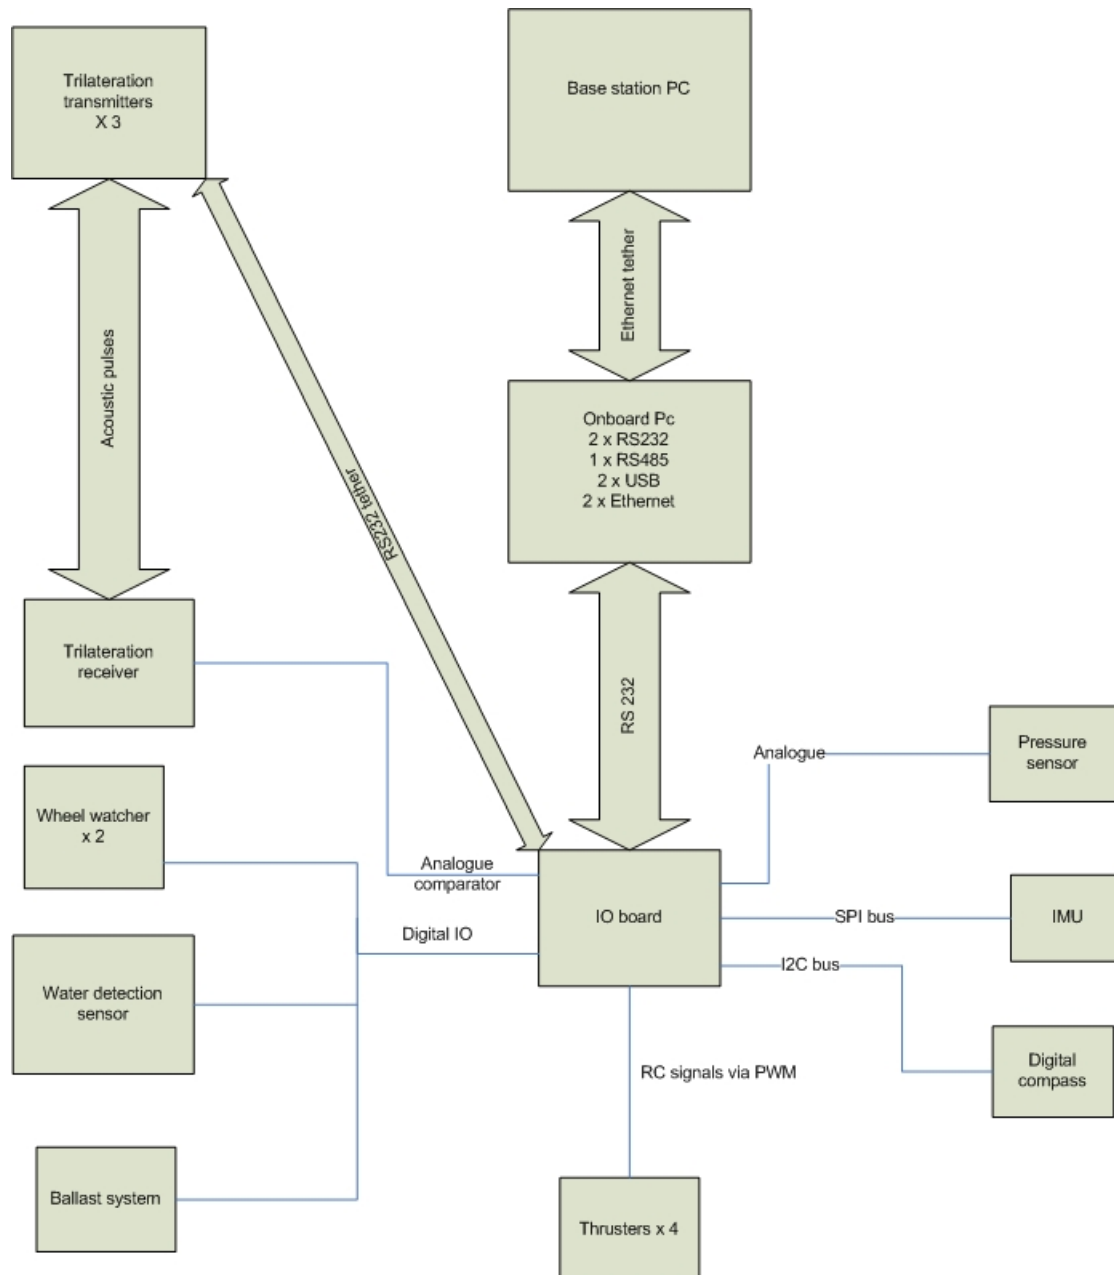 Trilateration
transmitters
X 3
Base station PC
Ethernet tether
Acoustic pulses
Onboard Pc
2 x RS232
1 x RS485
2 x USB
2 x Ethernet
RS232 tether
Trilateration
receiver
RS 232
Analogue
Pressure
sensor
Wheel watcher
x 2
Analogue
comparator
IO board
SPI bus
IMU
Digital IO
I2C bus
Water detection
sensor
Digital
compass
RC signals via PWM
Ballast system
Thrusters x 4